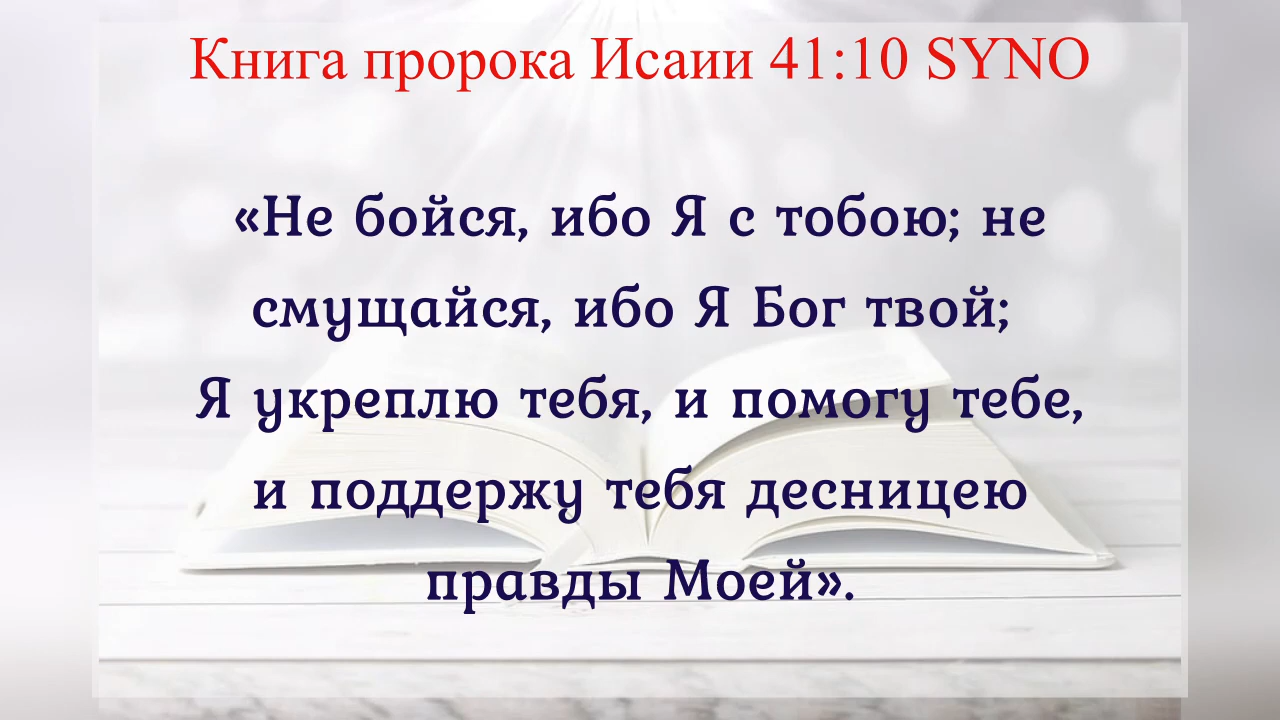 Книга пророка Исаии 41:10 SYNO
«Не бойся, ибо Я с тобою; не
смущайся, ибо Я Бог твой;
Я укреплю тебя, и помогу тебе,
и поддержу тебя десницею
правды Моей».